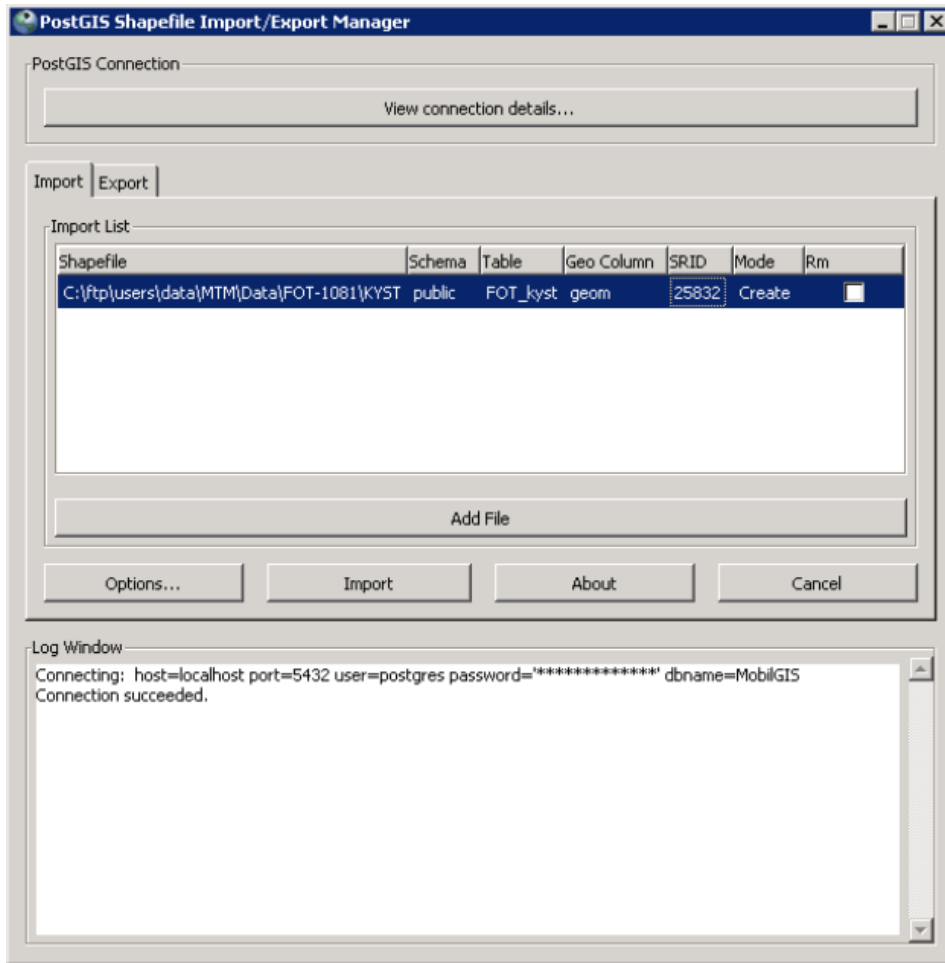 PostGIS Shapefile Import/Export Manager
PostGIS Connection
View connection details...
Import Export
Import List
Shapefile Schema Table Geo Column SRID Mode Rm
C:\ftp\users\data\MTM\Data\FOT-1081\KYST public FOT_kyst geom 25832 Create
Add File
Options... Import About Cancel
Log Window
Connecting: host=localhost port=5432 user=postgres password='*************' dbname=MobilGIS
Connection succeeded.